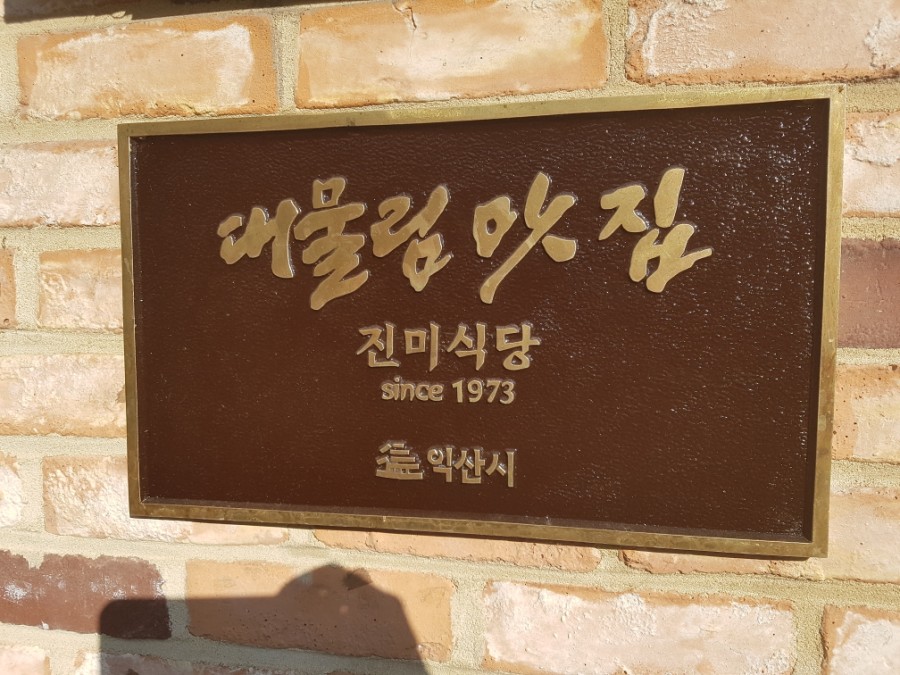 대물림 맛집
진미식당
since 1973
익산시